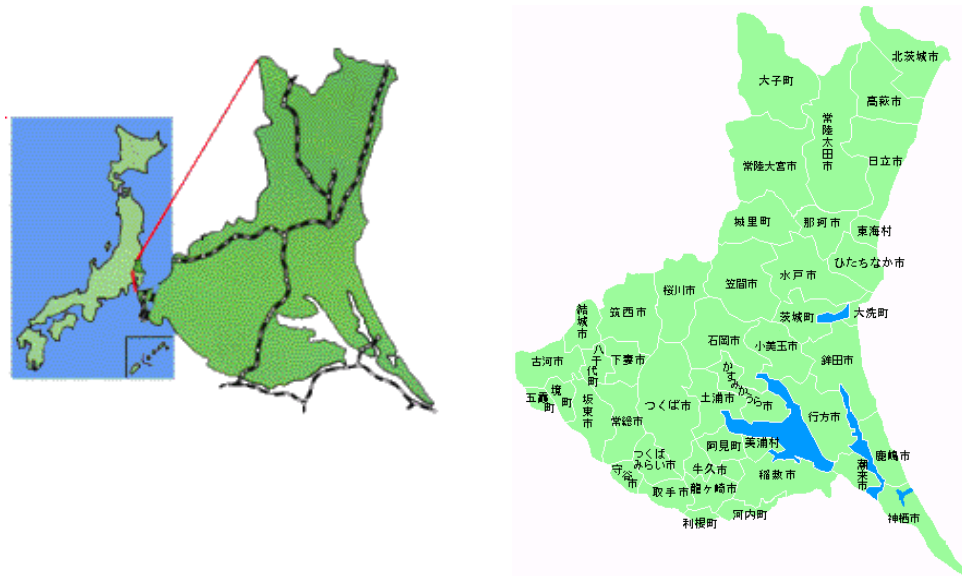 北茨城市
大子町
高萩市
常陸太田市
日立市
常陸大宮市
城里町
那珂市
東海村
ひたちなか市
水戸市
笠間市
桜川市
筑西市
結城市
茨城町
大洗町
石岡市
小美玉市
鉾田市
古河市
八千代町
下妻市
かすみがうら市
五霞町
境町
坂東市
常総市
つくば市
土浦市
行方市
阿見町
美浦村
つくば
みらい市
守谷市
牛久市
稲敷市
潮来市
鹿嶋市
取手市
龍ヶ崎市
利根町
河内町
神栖市